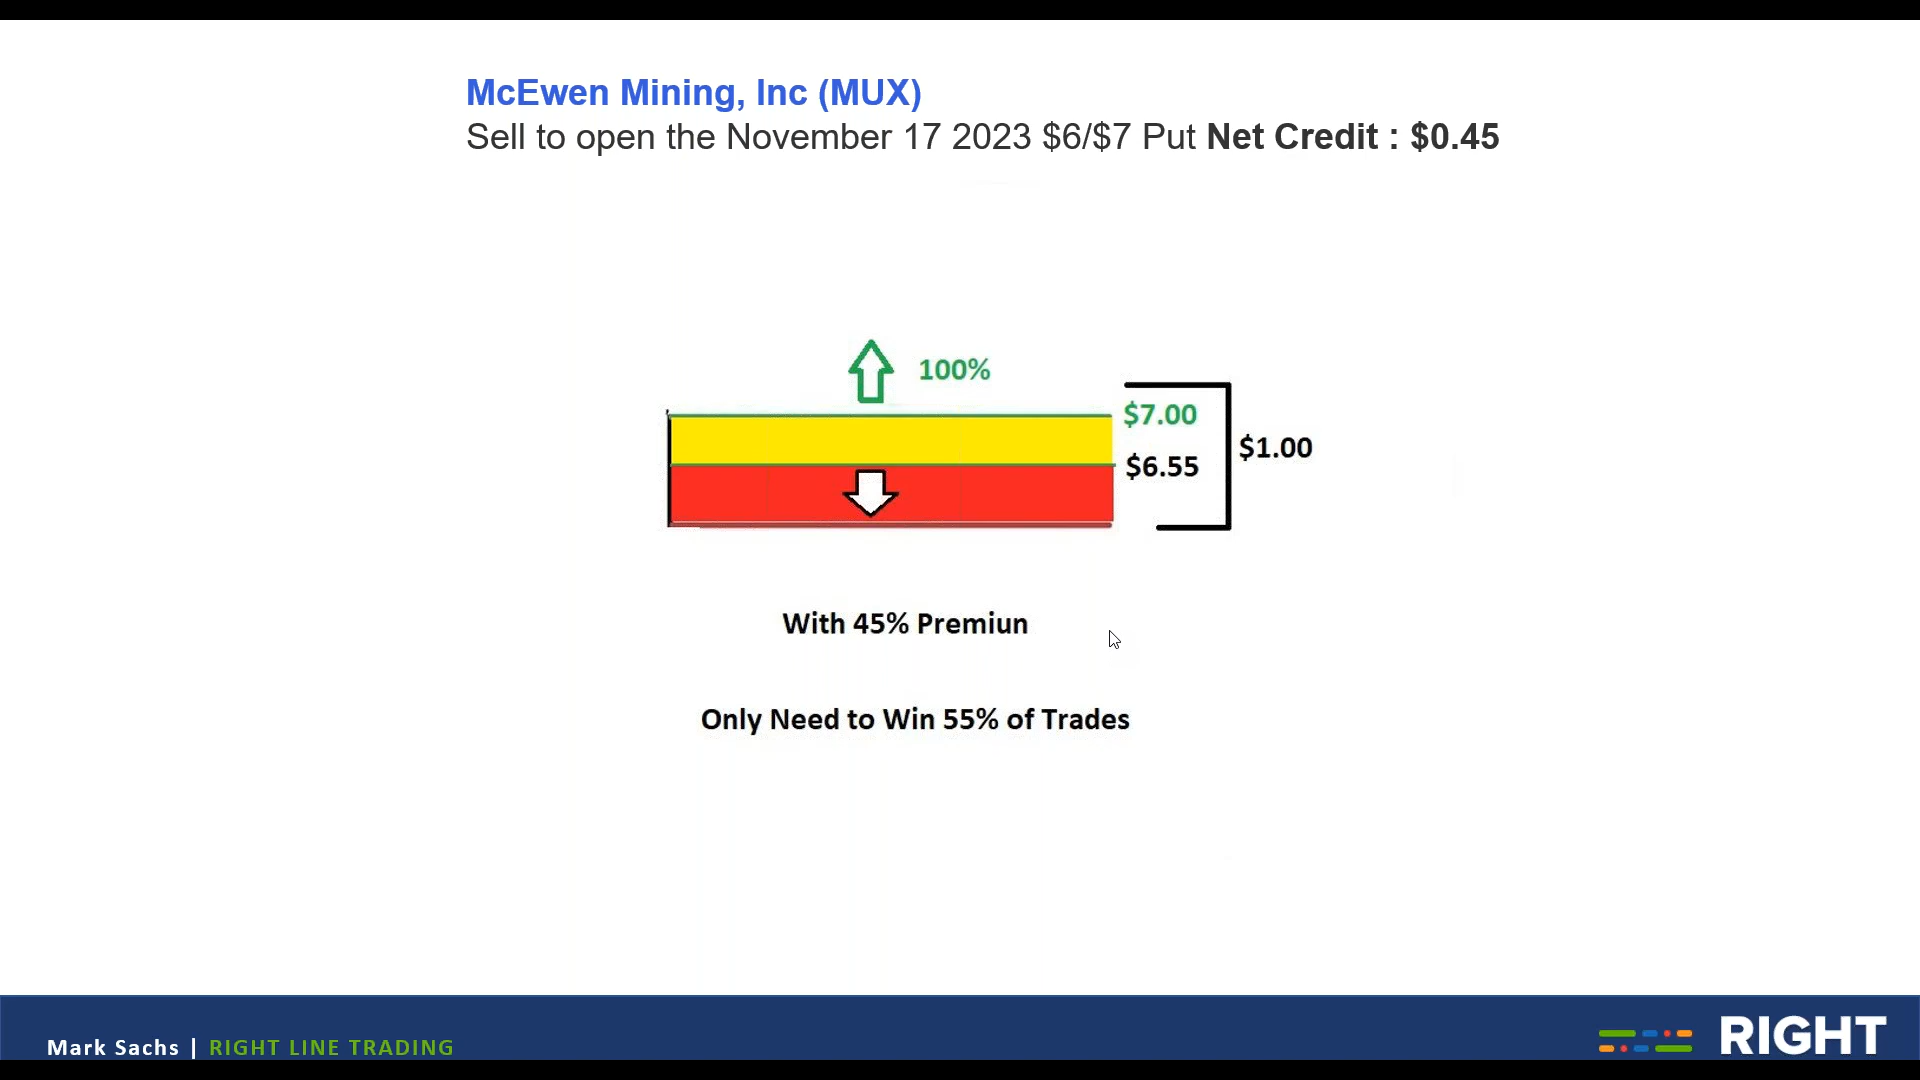 McEwen Mining, Inc (MUX)
Sell to open the November 17 2023 $6/$7 Put Net Credit : $0.45
100%
$7.00
$1.00
$6.55
With 45% Premiun
Only Need to Win 55% of Trades
Mark Sachs | RIGHT LINE TRADING
RIGHT